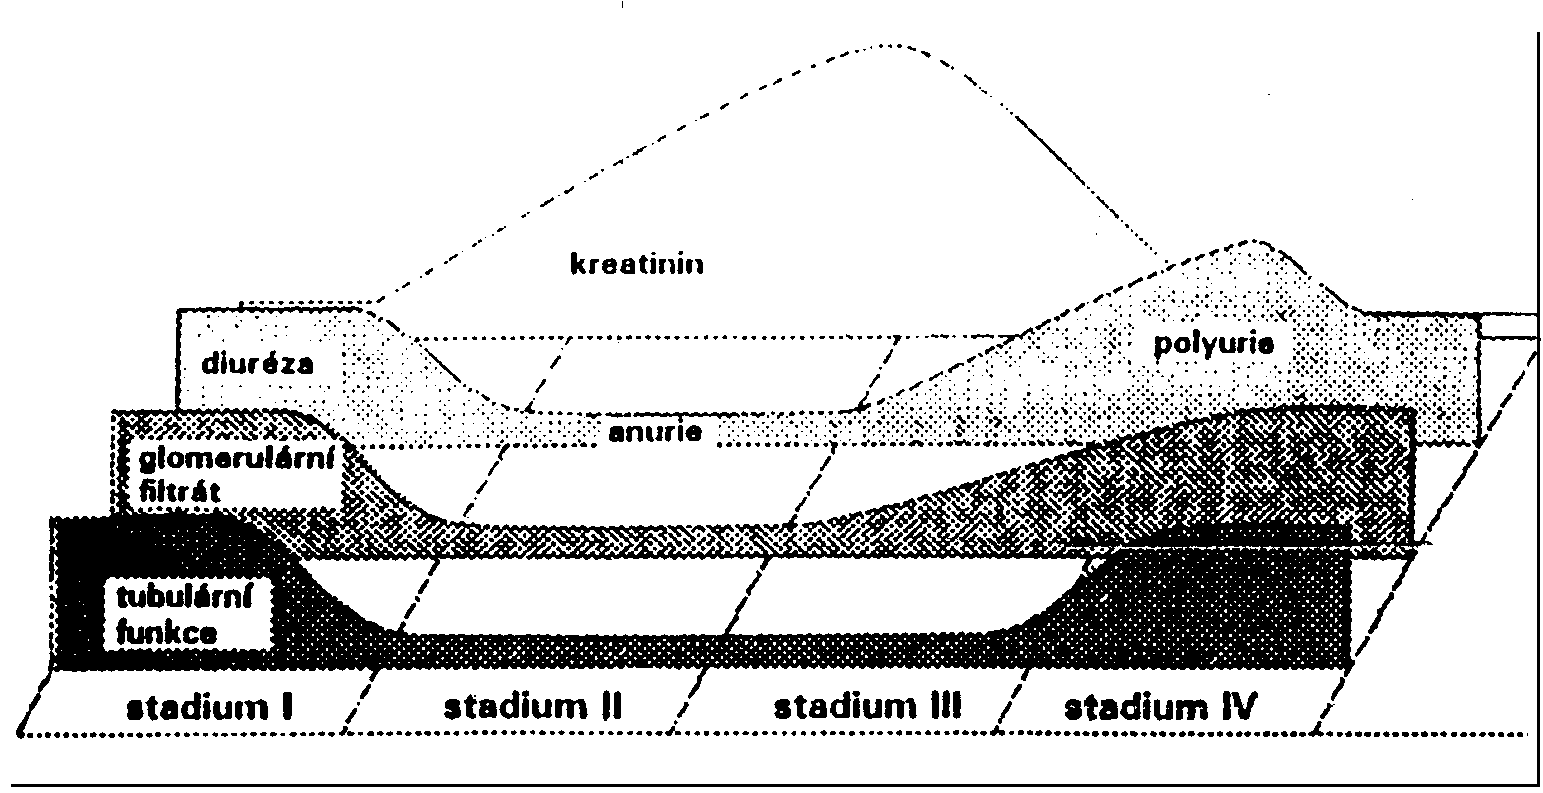 kreatinin
diuréza
polyurie
anurie
glomerulární
filtrát
tubulární
funkce
stadium I
stadium II
stadium III
stadium IV